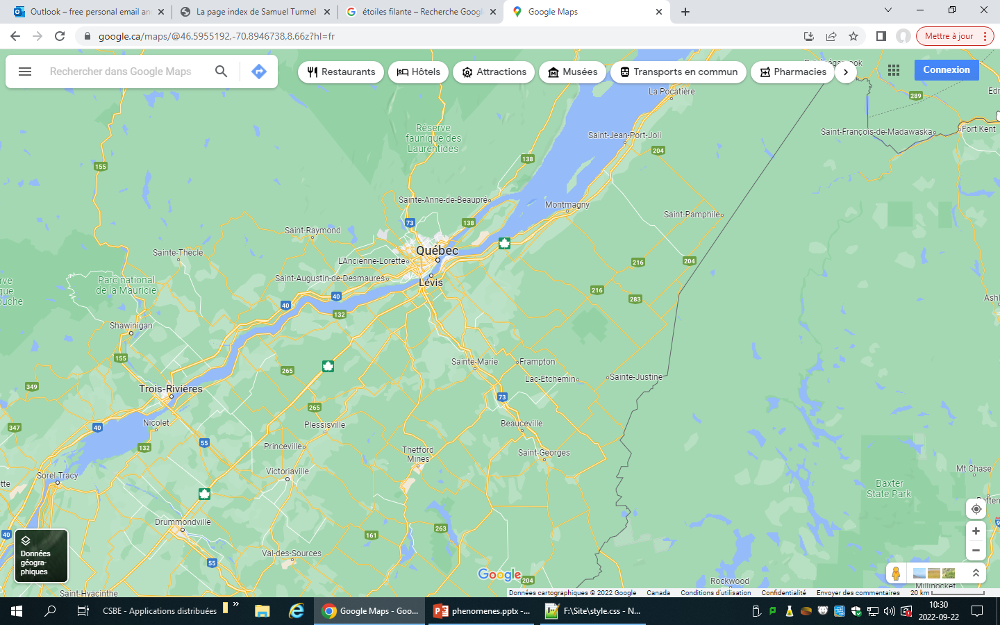 Outlook – free personal email an
La page index de Samuel Turmel
étoiles filante – Recherche Googl
Google Maps
google.ca/maps/@46.5955192,-70.8946738,8.66z?hl=fr
Mettre à jour
Rechercher dans Google Maps
Restaurants
Hôtels
Attractions
Musées
Transports en commun
Pharmacies
Connexion
La Pocatière
289
Edm
Réserve
faunique des
Laurentides
Saint-Jean-Port-Joli
Saint-François-de-Madawaska
Fort Kent
204
138
155
Sainte-Anne-de-Beaupré
Montmagny
Saint-Pamphile
73
138
Saint-Raymond
Québec
Sainte-Thècle
L'Ancienne-Lorette
216
204
Saint-Augustin-de-Desmaures
Lévis
rve
que
ouche
Parc national
de la Mauricie
40
40
216
283
Ashl
132
Shawinigan
155
265
Sainte-Marie
Frampton
Lac-Etchemin
Sainte-Justine
349
Trois-Rivières
73
265
347
40
Nicolet
Plessisville
Beauceville
132
55
Princeville
Thetford
Mines
Saint-Georges
Sorel-Tracy
Victoriaville
Mt Chase
tte
Baxter
State Park
Patten
Drummondville
40
161
263
Données
géogra-
phiques
Val-des-Sources
55
Google
204
Rockwood
Millinocket
Saint-Hyacinthe
Données cartographiques © 2022 Google
Canada
Conditions d'utilisation
Confidentialité
Envoyer des commentaires
20 km
CSBE - Applications distribuées
Google Maps - Goo...
phenomenes.pptx -...
F:\Site\style.css - N...
10:30
2022-09-22